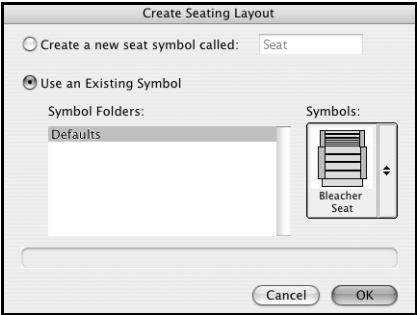 Create Seating Layout
Create a new seat symbol called: Seat
Use an Existing Symbol
Symbol Folders: Symbols:
Defaults
Bleacher
Seat
Cancel OK